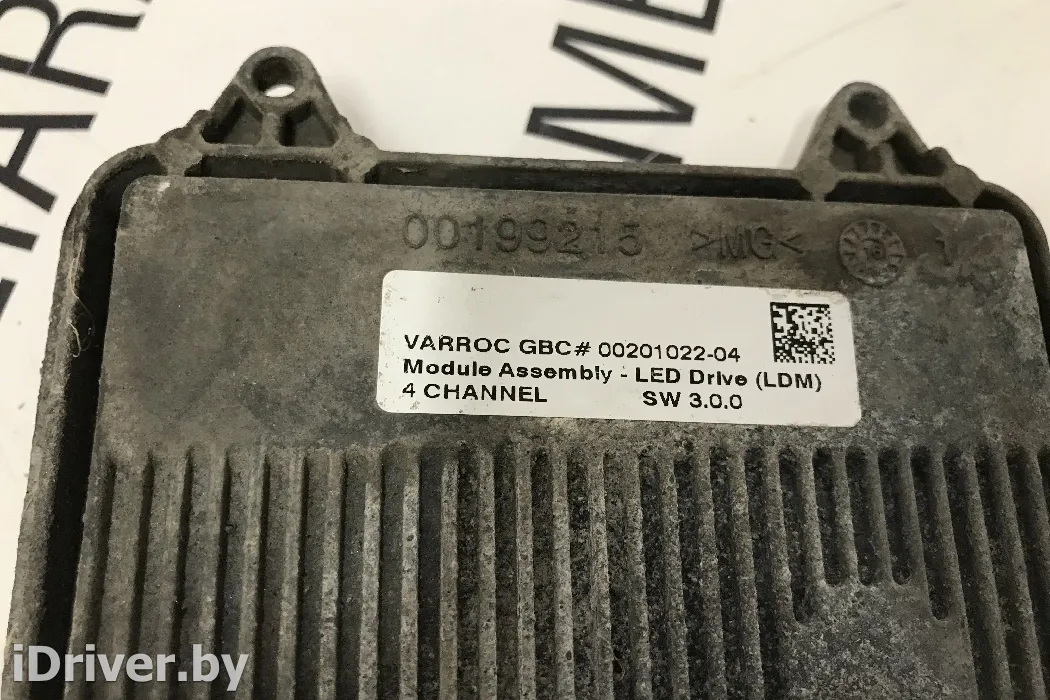 00199215 >MG< 1
VARROC GBC# 00201022-04
Module Assembly - LED Drive (LDM)
4 CHANNEL SW 3.0.0
iDriver.by